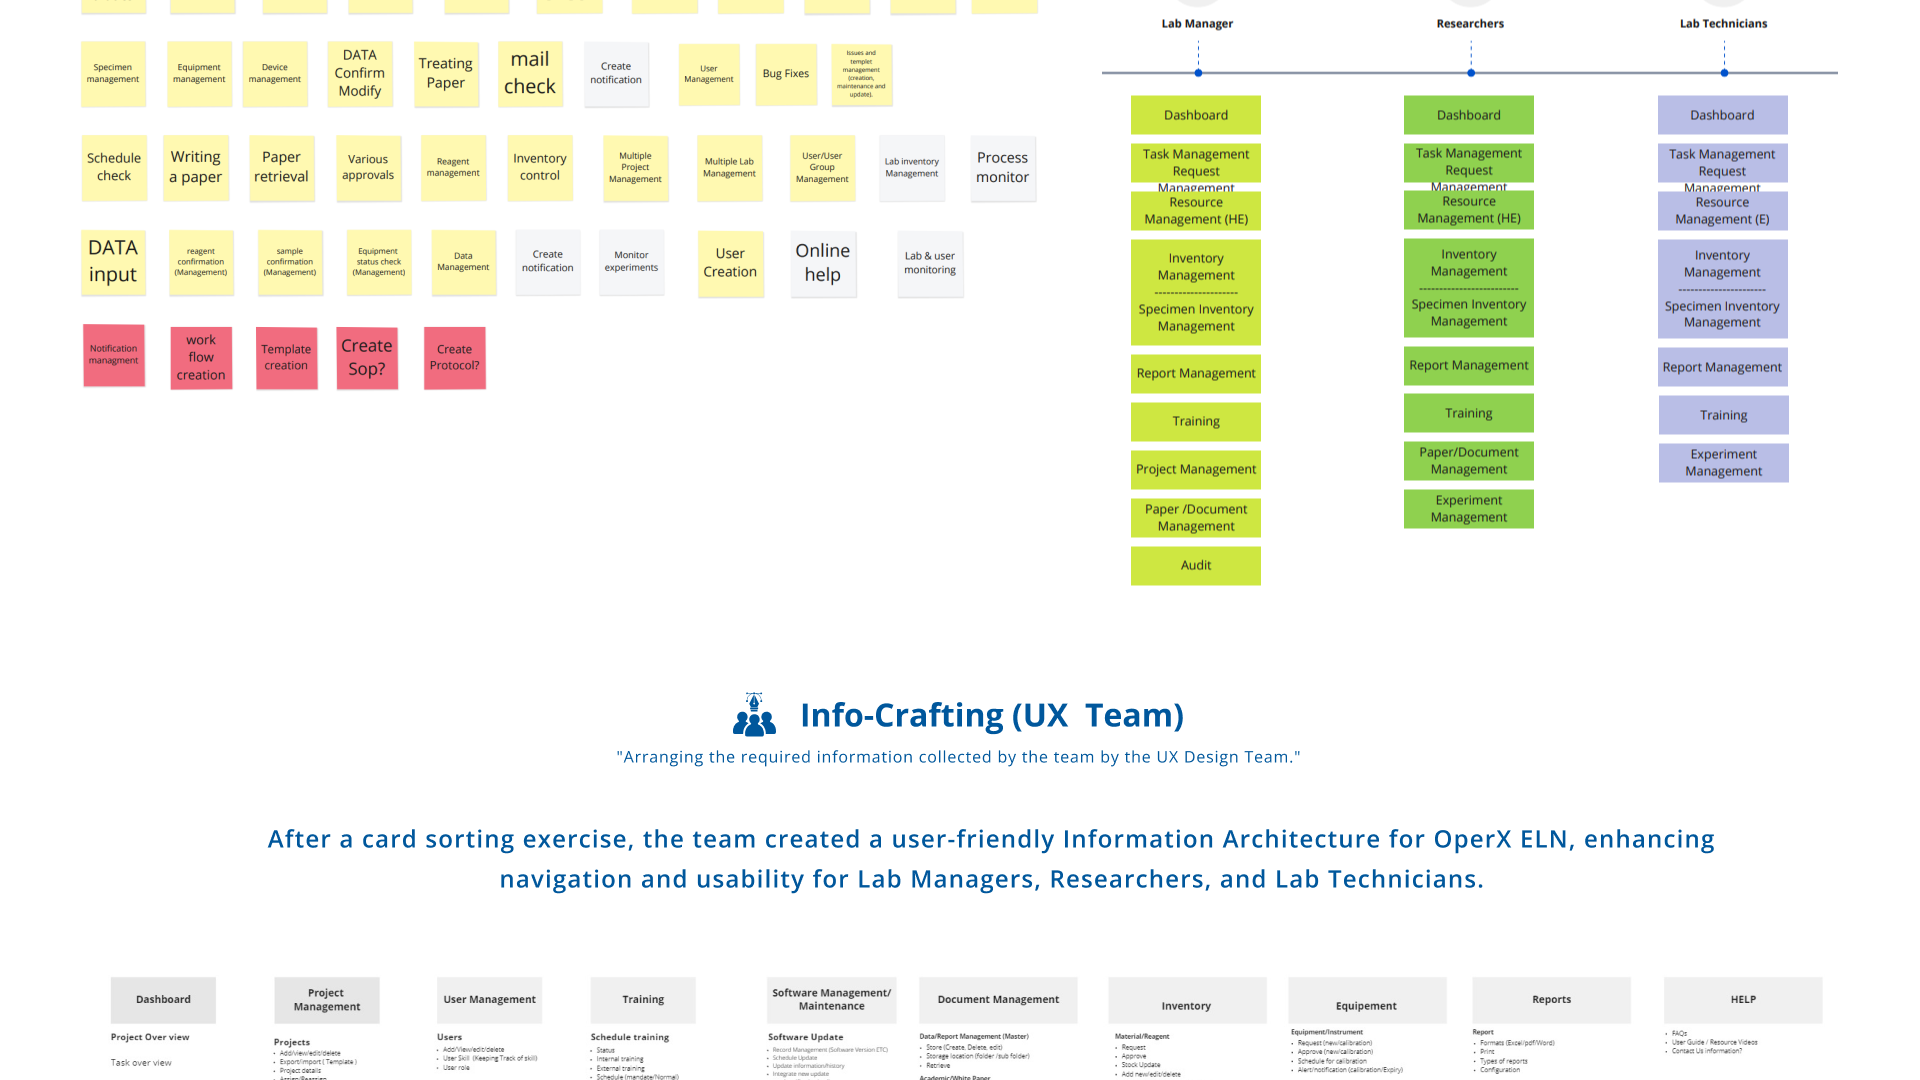 Specimen
management
Equipment
management
Device
management
DATA
Confirm
Modify
Treating
Paper
mail
check
Create
notification
User
Management
Bug Fixes
Issues and
templet
management
(creation,
maintenance and
update).
Schedule
check
Writing
a paper
Paper
retrieval
Various
approvals
Reagent
management
Inventory
control
Multiple
Project
Management
Multiple Lab
Management
User/User
Group
Management
Lab inventory
Management
Process
monitor
DATA
input
reagent
confirmation
(Management)
sample
confirmation
(Management)
Equipment
status check
(Management)
Data
Management
Create
notification
Monitor
experiments
User
Creation
Online
help
Lab & user
monitoring
Notification
managment
work
flow
creation
Template
creation
Create
Sop?
Create
Protocol?
Lab Manager
Dashboard
Task Management
Request
Management
Resource
Management (HE)
Inventory
Management
-----------------------
Specimen Inventory
Management
Report Management
Training
Project Management
Paper /Document
Management
Audit
Researchers
Dashboard
Task Management
Request
Management
Resource
Management (HE)
Inventory
Management
---------------------------
Specimen Inventory
Management
Report Management
Training
Paper/Document
Management
Experiment
Management
Lab Technicians
Dashboard
Task Management
Request
Management
Resource
Management (E)
Inventory
Management
------------------------
Specimen Inventory
Management
Report Management
Training
Experiment
Management
Info-Crafting (UX Team)
"Arranging the required information collected by the team by the UX Design Team."
After a card sorting exercise, the team created a user-friendly Information Architecture for OperX ELN, enhancing
navigation and usability for Lab Managers, Researchers, and Lab Technicians.
Dashboard
Project Over view
Task over view
Project
Management
Projects
• Add/view/edit/delete
• Export/import ( Template )
• Project details
• Assign/Reassign
User Management
Users
• Add/View/edit/delete
• User Skill (Keeping Track of skill)
• User role
Training
Schedule training
• Status
• Internal training
• External training
• Schedule (mandate/Normal)
Software Management/
Maintenance
Software Update
• Record Management (Software Version ETC)
• Schedule Update
• Update information/history
• Integrate new update
Document Management
Data/Report Management (Master)
• Store (Create, Delete, edit)
• Storage location (folder /sub folder)
• Retrieve
Academic/White Paper
Inventory
Material/Reagent
• Request
• Approve
• Stock Update
• Add new/edit/delete
Equipement
Equipment/Instrument
• Request (new/calibration)
• Approve (new/calibration)
• Schedule for calibration
• Alert/notification (calibration/Expiry)
Reports
Report
• Formats (Excel/pdf/Word)
• Print
• Types of reports
• Configuration
HELP
• FAQs
• User Guide / Resource Videos
• Contact Us information?